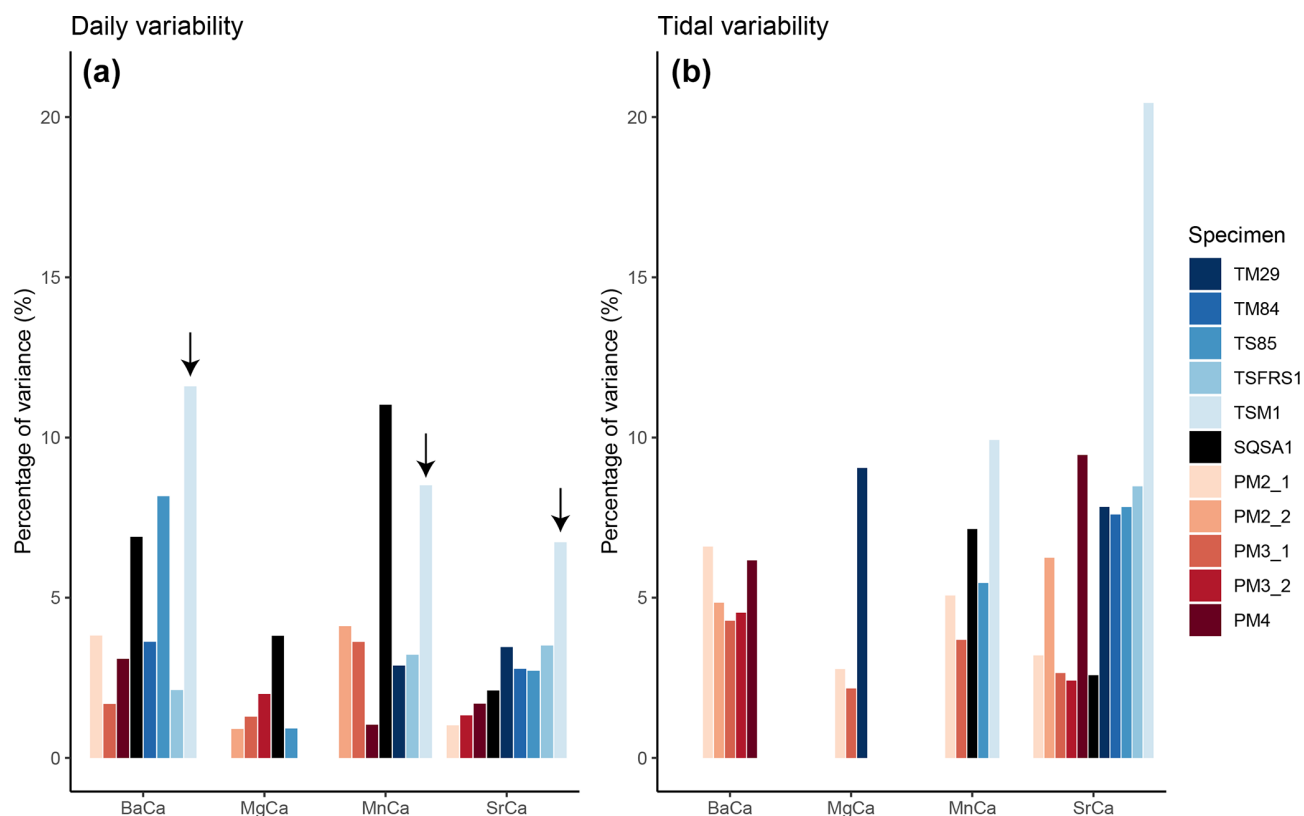 Daily variability
(a)
Percentage of variance (%)
20
15
10
5
0
BaCa
MgCa
MnCa
SrCa
Tidal variability
(b)
Percentage of variance (%)
20
15
10
5
0
BaCa
MgCa
MnCa
SrCa
Specimen
TM29
TM84
TS85
TSFRS1
TSM1
SQSA1
PM2_1
PM2_2
PM3_1
PM3_2
PM4